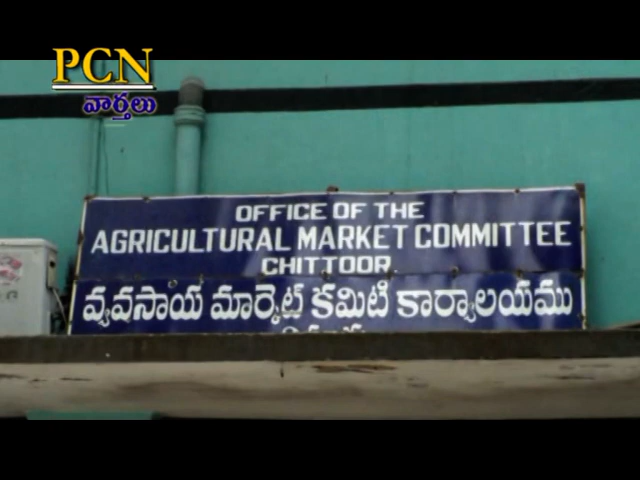 PCN
వార్తలు
OFFICE OF THE
AGRICULTURAL MARKET COMMITTEE
CHITTOOR
వ్యవసాయ మార్కెట్ కమిటి కార్యాలయము